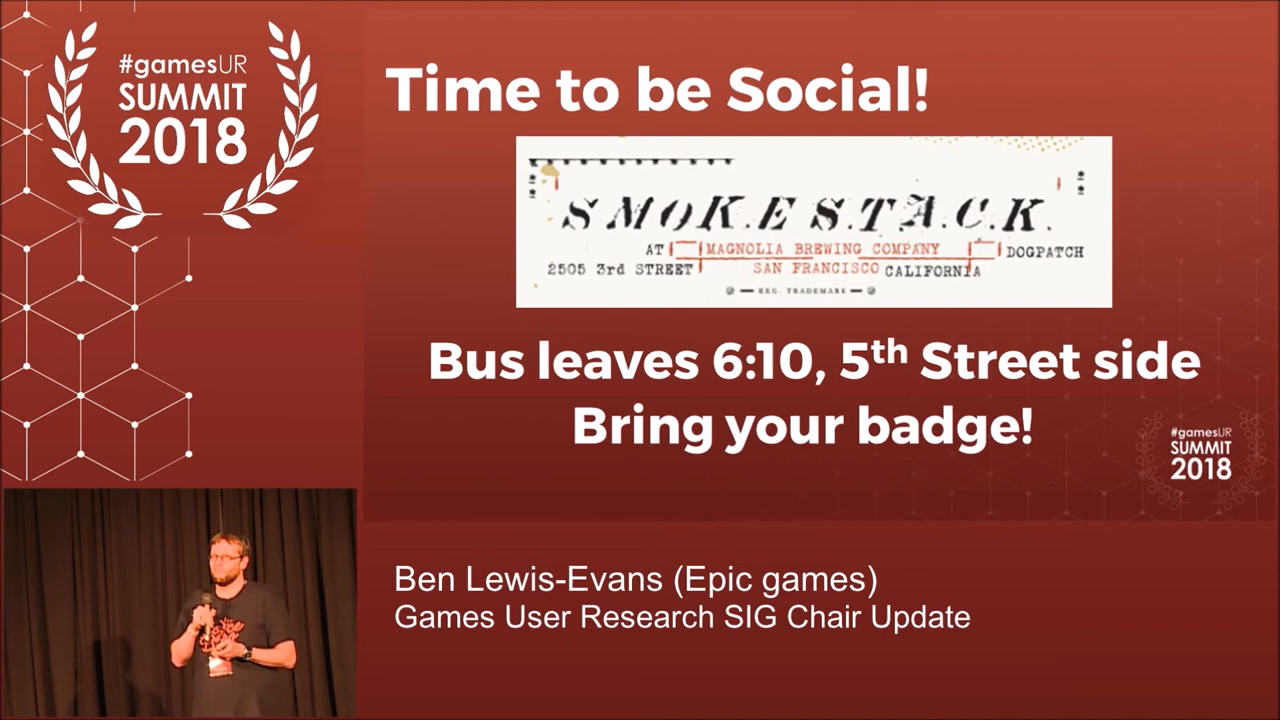 #gamesUR
SUMMIT
2018
Time to be Social!
SMOKESTACK.
AT MAGNOLIA BREWING COMPANY DOGPATCH
2505 3rd STREET SAN FRANCISCO CALIFORNIA
REG. TRADEMARK
Bus leaves 6:10, 5th Street side
Bring your badge!
#gamesUR
SUMMIT
2018
Ben Lewis-Evans (Epic games)
Games User Research SIG Chair Update